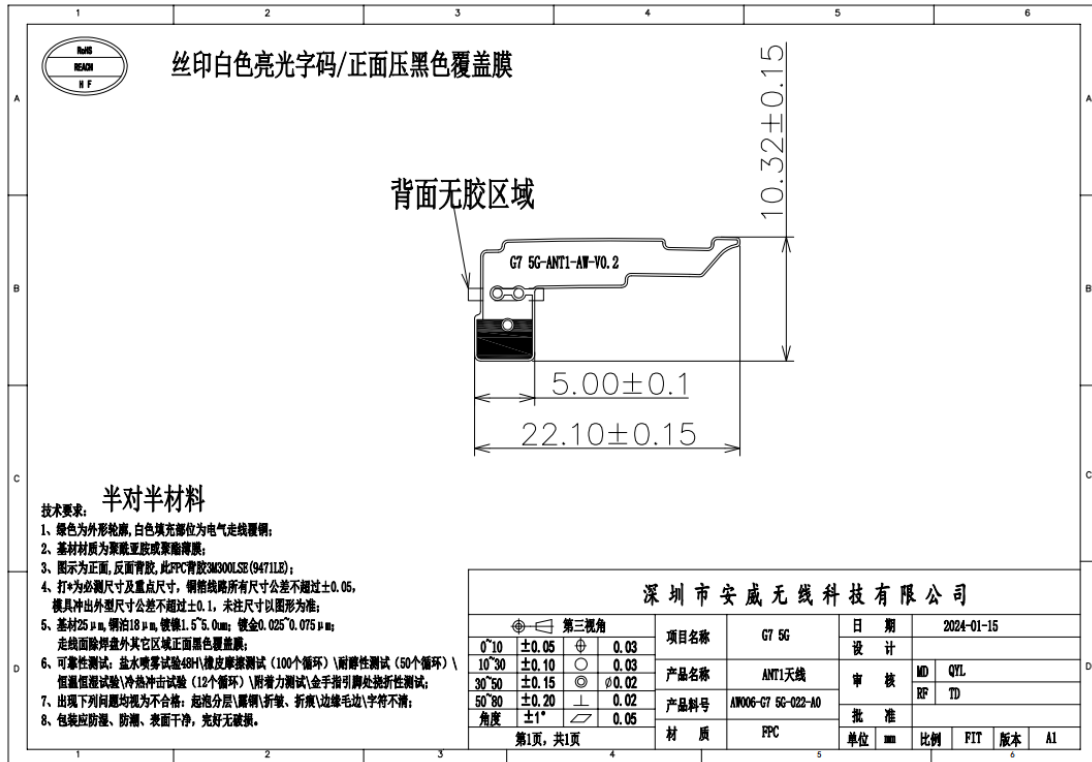 1 2 3 4 5 6
RoHS
REACH
H F
丝印白色亮光字码/正面压黑色覆盖膜
A A
10.32±0.15
背面无胶区域
G7 5G-ANT1-AW-V0.2
B B
5.00±0.1
22.10±0.15
C C
半对半材料
技术要求:
1、绿色为外形轮廓,白色填充部位为电气走线覆铜;
2、基材材质为聚酰亚胺或聚酯薄膜;
3、图示为正面,反面背胶,此FPC背胶3M300LSE(9471LE);
4、打*为必测尺寸及重点尺寸, 铜箔线路所有尺寸公差不超过±0.05,
模具冲出外型尺寸公差不超过±0.1, 未注尺寸以图形为准;
5、基材25μm,铜泊18μm,镀镍1.5~5.0um; 镀金0.025~0.075μm;
走线面除焊盘外其它区域正面黑色覆盖膜;
6、可靠性测试: 盐水喷雾试验48H\橡皮摩擦测试(100个循环)\耐醇性测试(50个循环)\
恒温恒湿试验\冷热冲击试验(12个循环)\附着力测试\金手指引脚处挠折性测试;
7、出现下列问题均视为不合格: 起泡分层\露铜\折皱、折痕\边缘毛边\字符不清;
8、包装应防湿、防潮、表面干净, 完好无破损。
D D
深圳市安威无线科技有限公司
第三视角
0~10 ±0.05 0.03
10~30 ±0.10 ○ 0.03
30~50 ±0.15 ◎ ø0.02
50~80 ±0.20 ⊥ 0.02
角度 ±1° ▱ 0.05
第1页, 共1页
项目名称 G7 5G
产品名称 ANT1天线
产品料号 AW006-G7 5G-022-A0
材 质 FPC
日 期 2024-01-15
设 计
审 核 MD QYL
RF TD
批 准
单位 mm 比例 FIT 版本 A1
1 2 3 4 5 6